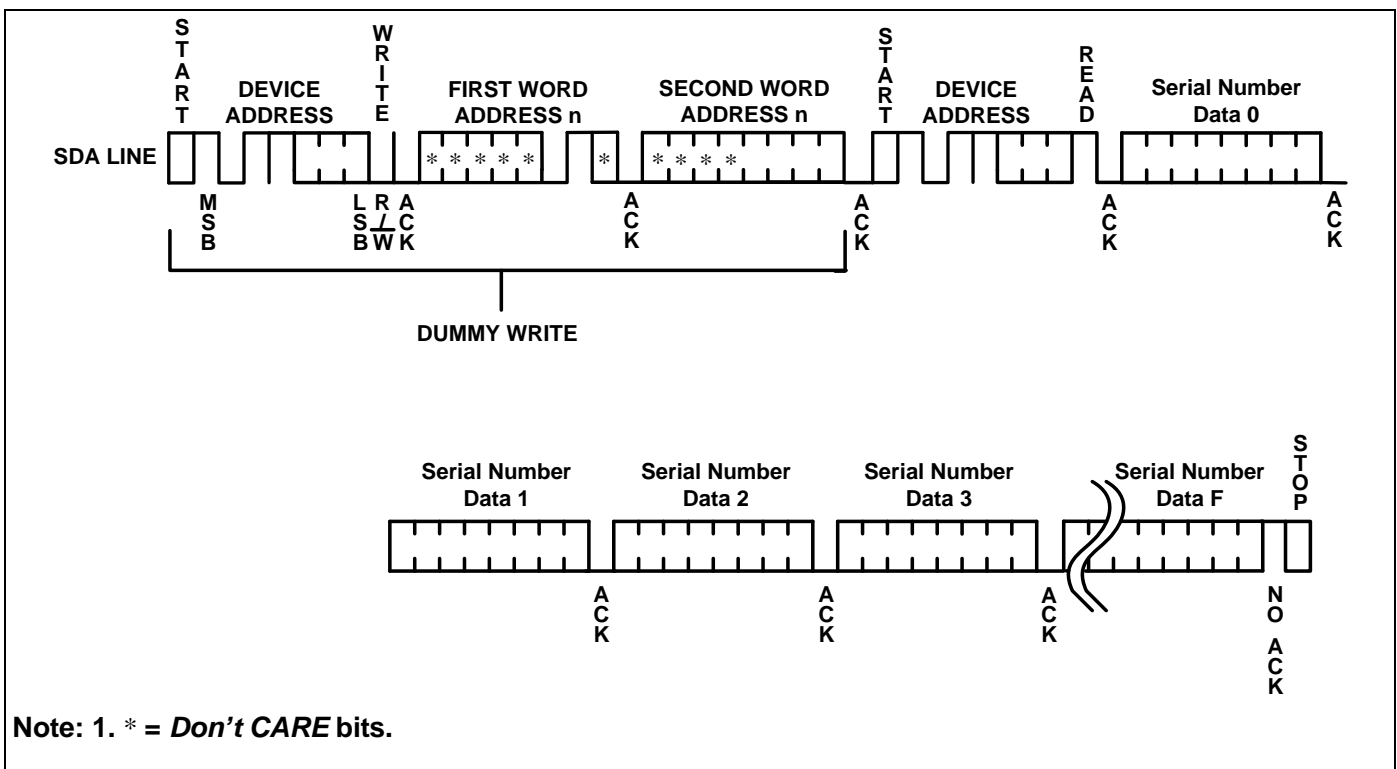 START
WRITE
START
READ
DEVICE
ADDRESS
FIRST WORD
ADDRESS n
SECOND WORD
ADDRESS n
DEVICE
ADDRESS
Serial Number
Data 0
SDA LINE
* * * * *
*
* * * *
MSB
LSB
R/W
ACK
ACK
ACK
ACK
ACK
DUMMY WRITE
Serial Number
Data 1
Serial Number
Data 2
Serial Number
Data 3
Serial Number
Data F
STOP
ACK
ACK
ACK
NO ACK
Note: 1. * = Don't CARE bits.